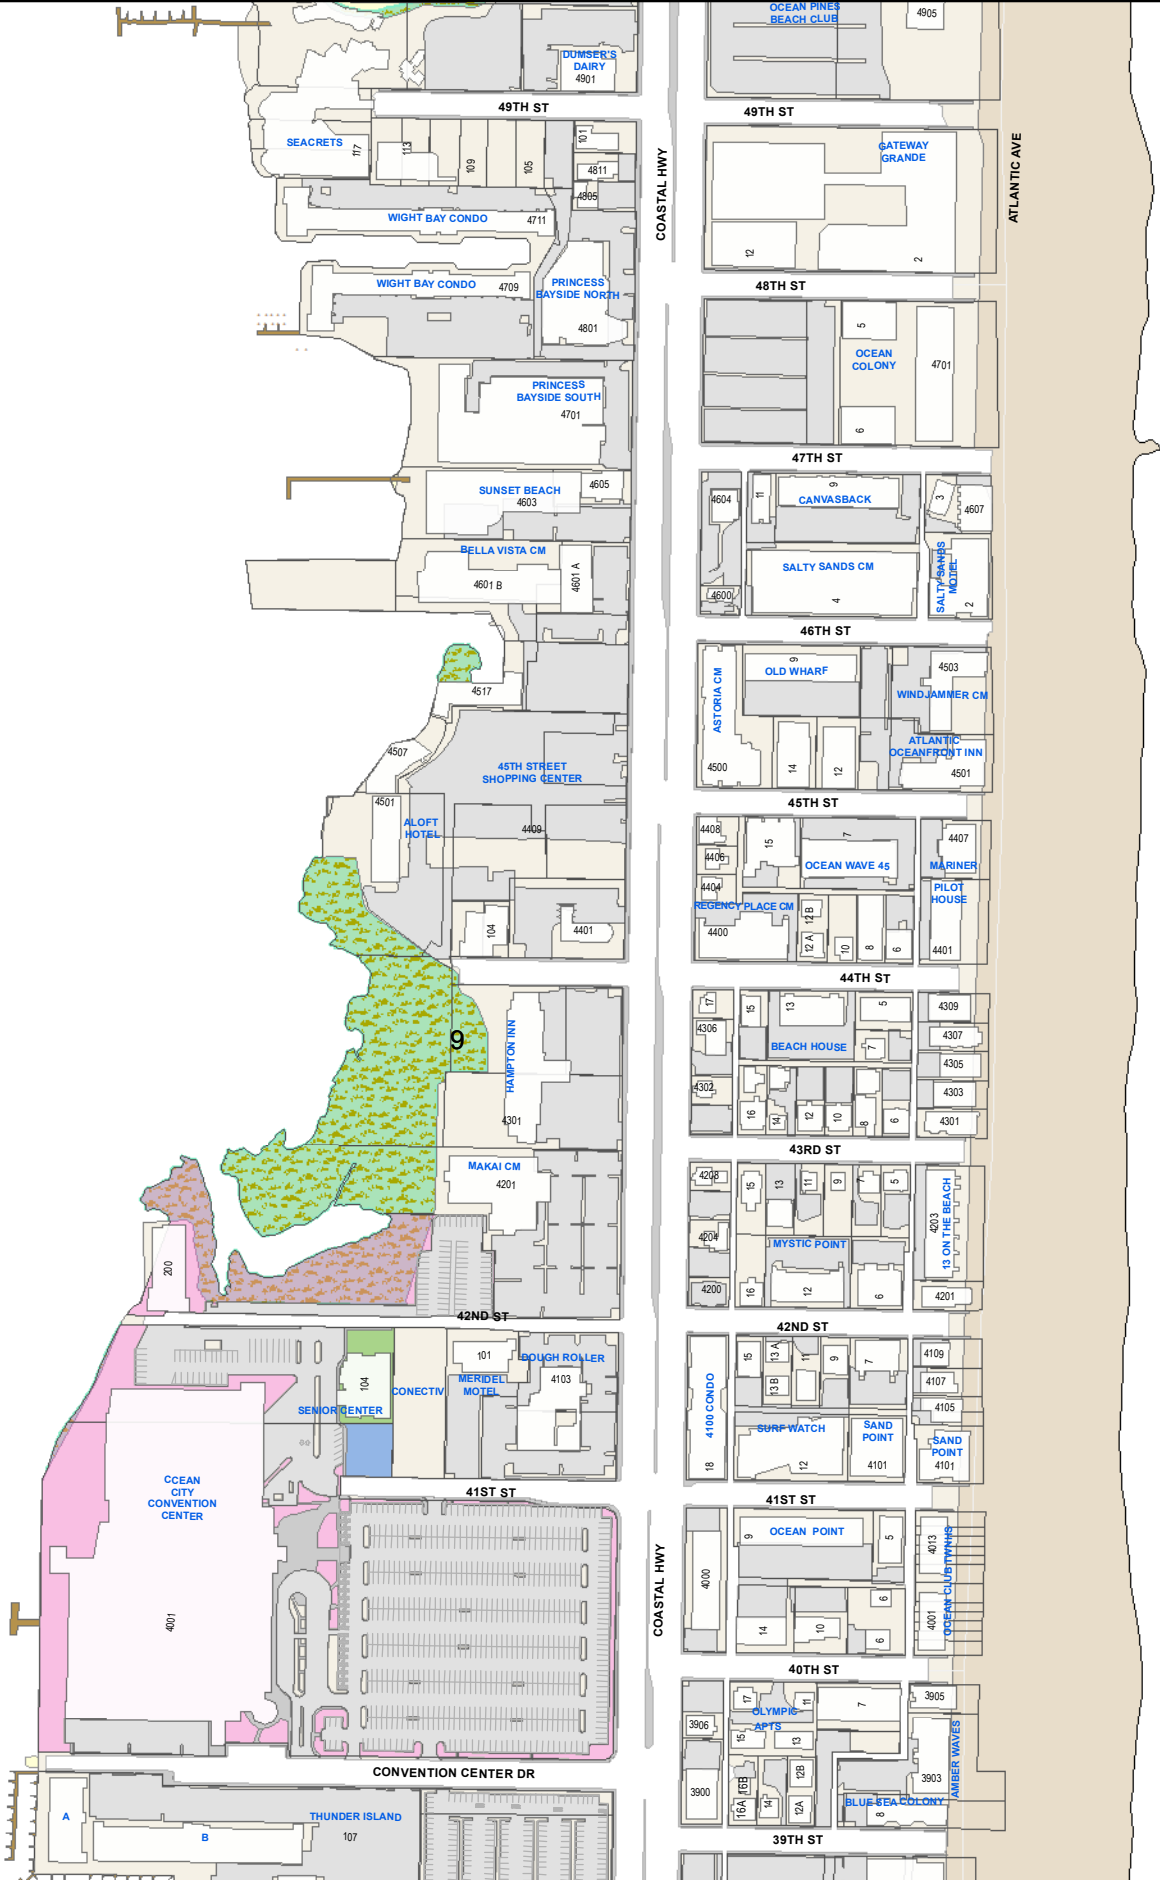 OCEAN PINES
BEACH CLUB
4905
DUMSER'S
DAIRY
4901
49TH ST
49TH ST
COASTAL HWY
ATLANTIC AVE
SEACRETS
117
113
109
105
101
4811
4805
GATEWAY
GRANDE
12
2
WIGHT BAY CONDO
4711
WIGHT BAY CONDO
4709
PRINCESS
BAYSIDE NORTH
4801
48TH ST
5
OCEAN
COLONY
4701
6
PRINCESS
BAYSIDE SOUTH
4701
47TH ST
SUNSET BEACH
4603
4605
4604
11
9
CANVASBACK
3
4607
BELLA VISTA CM
4601 B
4601 A
SALTY SANDS CM
4
4600
SALTY SANDS
MOTEL
2
46TH ST
4517
ASTORIA CM
4500
9
OLD WHARF
4503
WINDJAMMER CM
ATLANTIC
OCEANFRONT INN
4501
14
12
4507
45TH STREET
SHOPPING CENTER
45TH ST
4501
ALOFT
HOTEL
4409
4408
4406
4404
15
7
OCEAN WAVE 45
4407
MARINER
PILOT
HOUSE
4401
REGENCY PLACE CM
4400
12 B
12 A
10
8
6
104
4401
44TH ST
9
HAMPTON INN
4301
17
4306
4302
15
13
5
BEACH HOUSE
7
16
14
12
10
8
6
4309
4307
4305
4303
4301
43RD ST
MAKAI CM
4201
4208
4204
4200
15
13
11
9
7
5
MYSTIC POINT
16
12
6
4203
13 ON THE BEACH
4201
200
42ND ST
42ND ST
104
SENIOR CENTER
CONECTIV
101
MERIDEL
MOTEL
DOUGH ROLLER
4103
4100 CONDO
18
15
13 A
13 B
11
9
7
4109
4107
4105
SURF WATCH
12
SAND
POINT
4101
SAND
POINT
4101
41ST ST
41ST ST
CCEAN
CITY
CONVENTION
CENTER
4001
COASTAL HWY
4000
9
OCEAN POINT
5
14
10
6
6
4013
4001
OCEAN CLUB TWNHS
40TH ST
3906
3900
17
11
OLYMPIC
APTS
15
13
7
16B
16A
14
12B
12A
3905
3903
AMBER WAVES
BLUE SEA COLONY
8
CONVENTION CENTER DR
A
B
THUNDER ISLAND
107
39TH ST